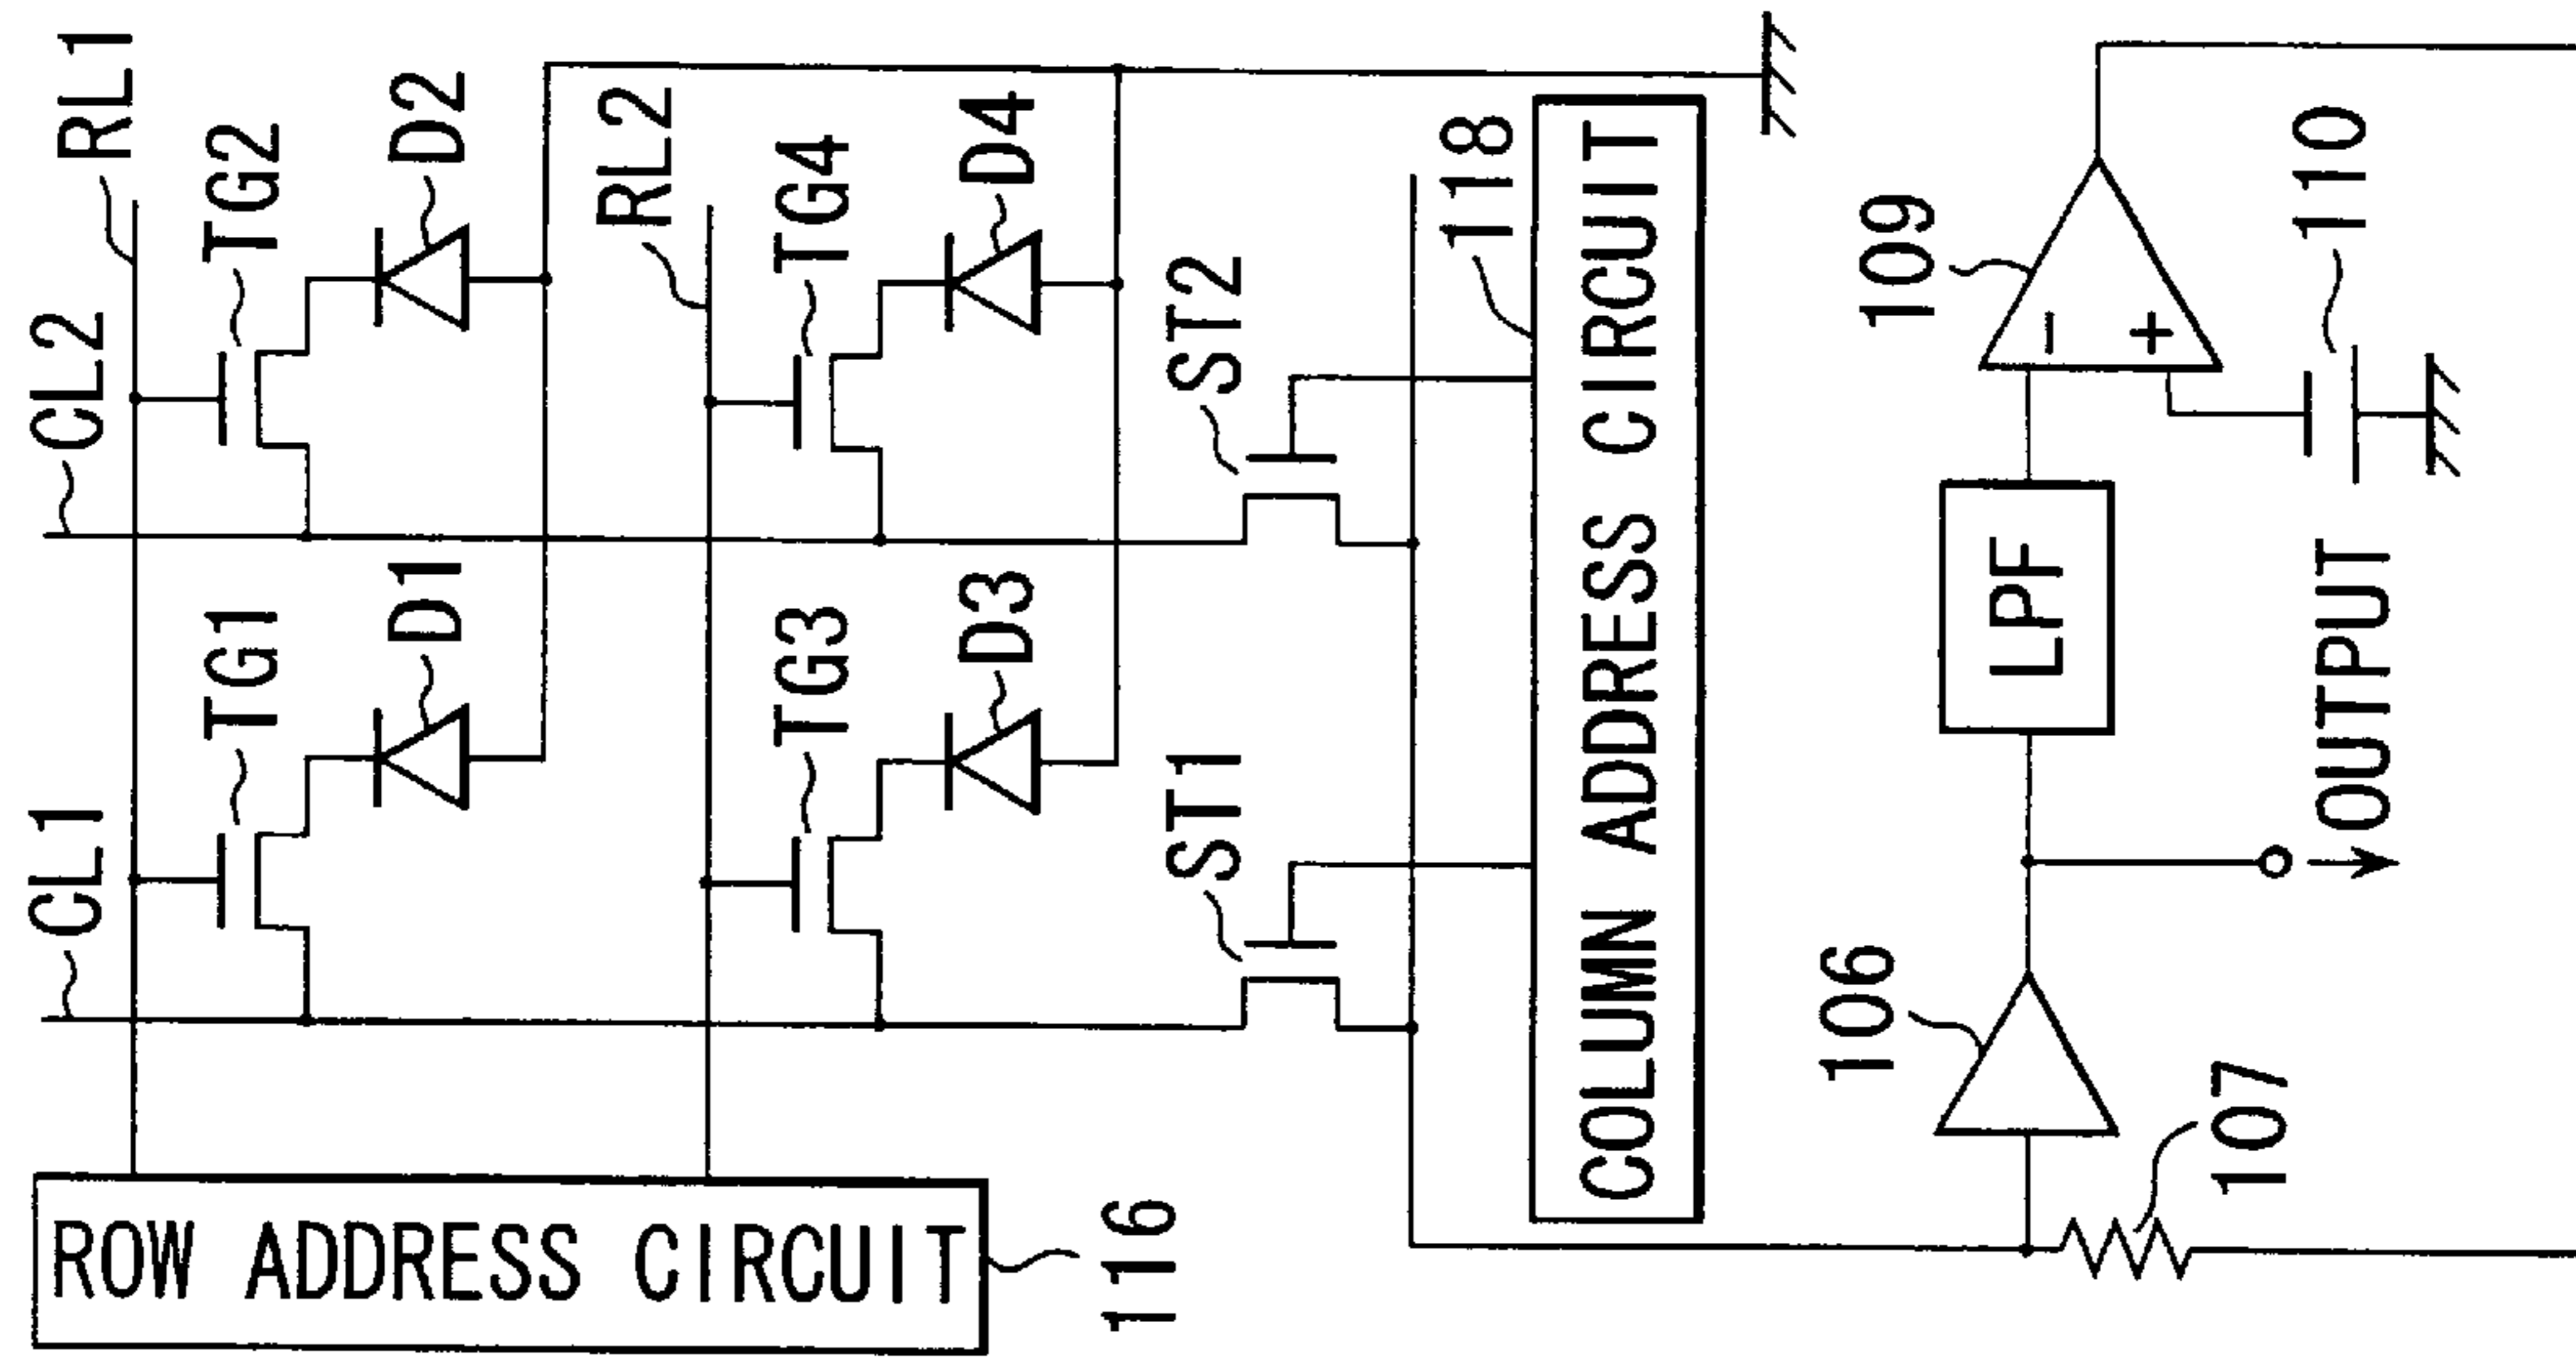 ROW ADDRESS CIRCUIT
CL1
CL2
RL1
TG1
TG2
D1
D2
RL2
TG3
TG4
D3
D4
116
ST1
ST2
118
COLUMN ADDRESS CIRCUIT
106
109
LPF
−
+
107
110
OUTPUT